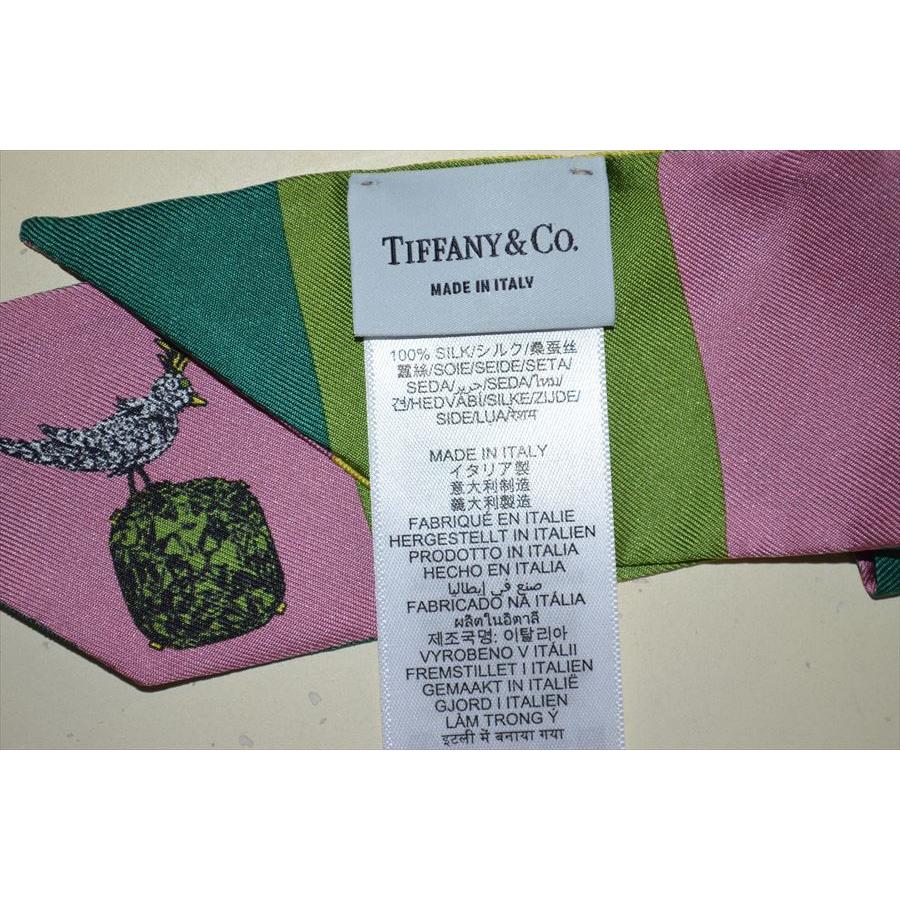 TIFFANY & CO.
MADE IN ITALY
100% SILK/シルク/桑蚕丝
蠶絲/SOIE/SEIDE/SETA/
SEDA/حرير/SEDA/ไหม/
견/HEDVÁBÍ/SILKE/ZIJDE/
SIDE/LỤA/रेशम
MADE IN ITALY
イタリア製
意大利制造
義大利製造
FABRIQUÉ EN ITALIE
HERGESTELLT IN ITALIEN
PRODOTTO IN ITALIA
HECHO EN ITALIA
صنع في إيطاليا
FABRICADO NA ITÁLIA
ผลิตในอิตาลี
제조국명: 이탈리아
VYROBENO V ITÁLII
FREMSTILLET I ITALIEN
GEMAAKT IN ITALIË
GJORD I ITALIEN
LÀM TRONG Ý
इटली में बनाया गया